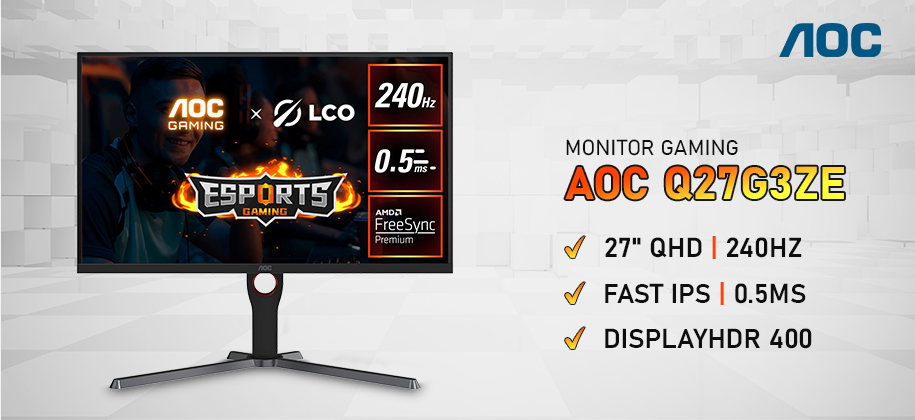 AOC
AOC
GAMING
×
LCO
240Hz
0.5ms
AMD
FreeSync
Premium
ESPORTS
GAMING
AOC
MONITOR GAMING
AOC Q27G3ZE
27" QHD | 240HZ
FAST IPS | 0.5MS
DISPLAYHDR 400